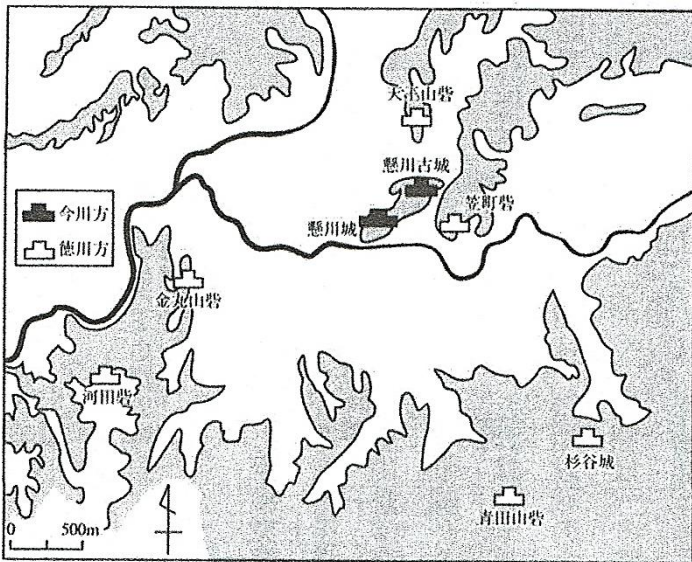 天王山砦
懸川古城
笠町砦
懸川城
今川方
徳川方
金丸山砦
河田砦
杉谷城
青田山砦
0 500m